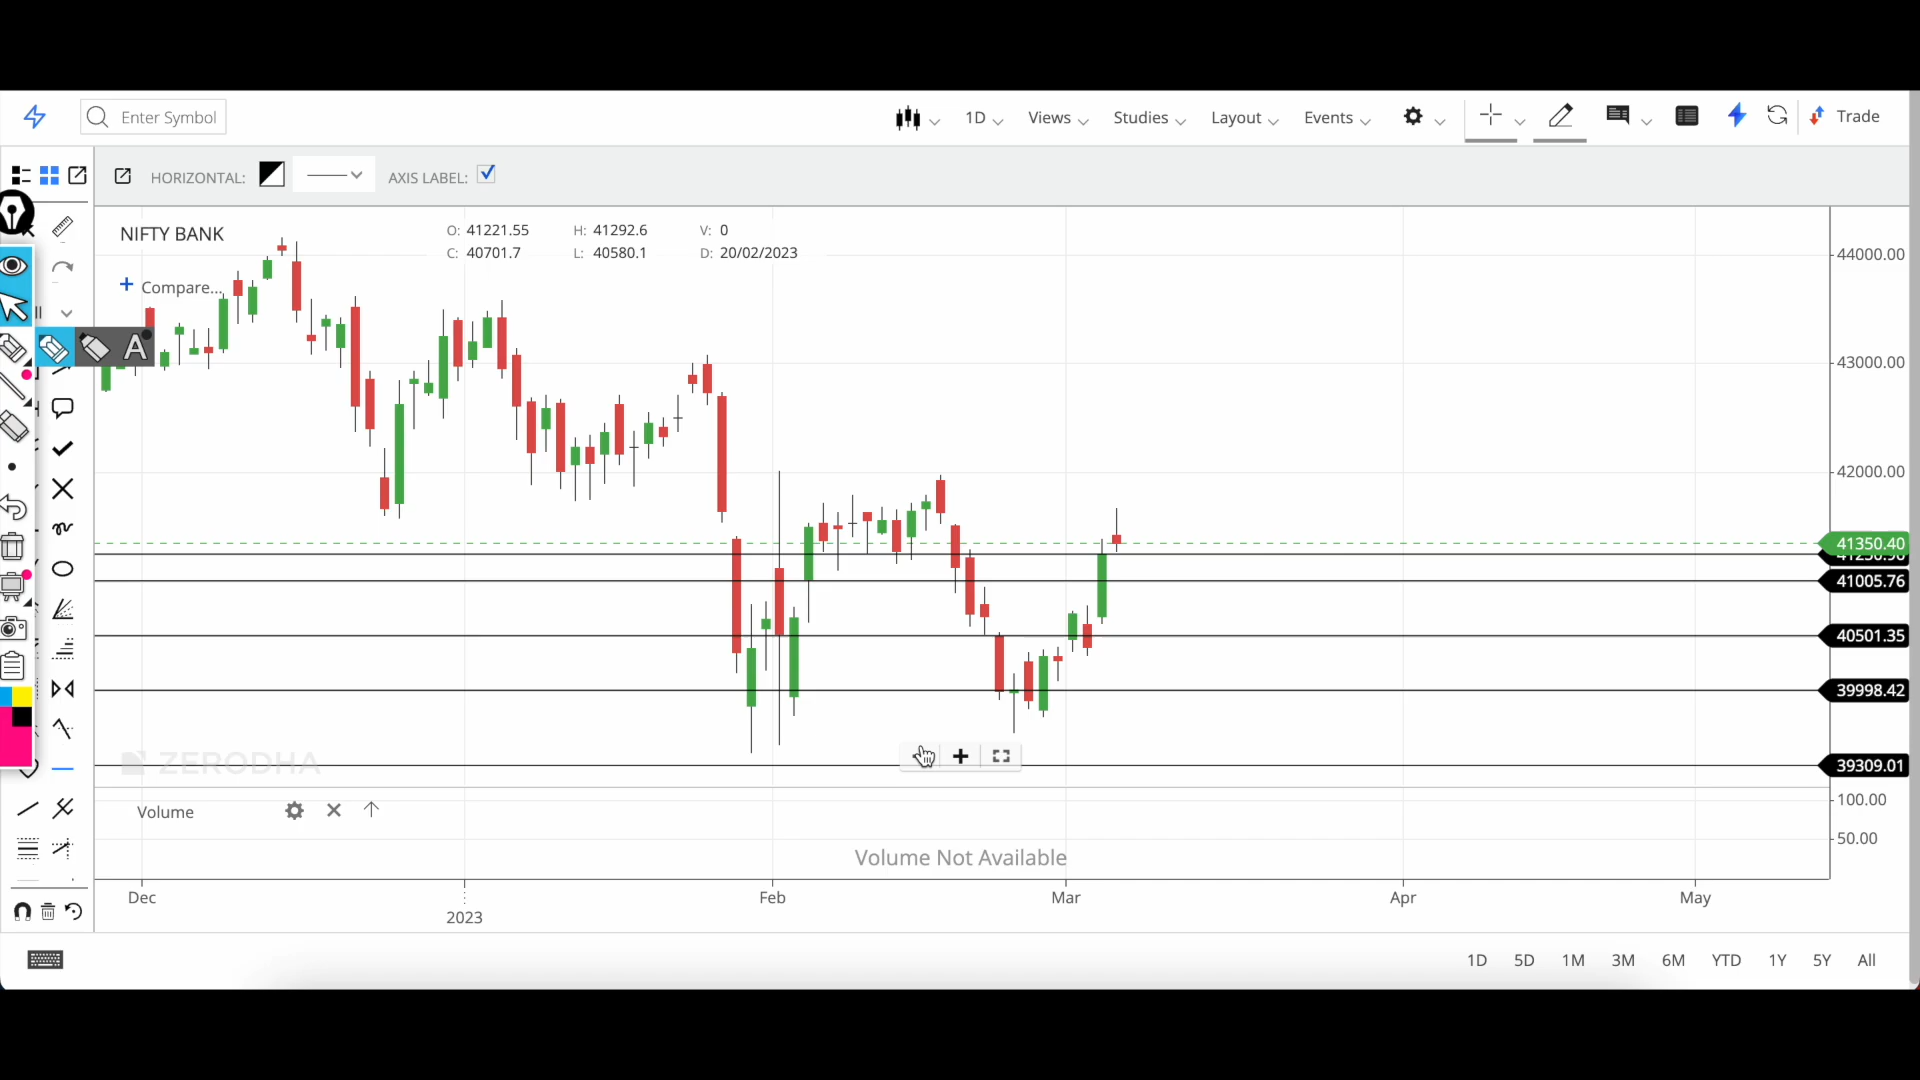 Enter Symbol
1D
Views
Studies
Layout
Events
Trade
HORIZONTAL:
AXIS LABEL:
NIFTY BANK
O: 41221.55 H: 41292.6 V: 0
C: 40701.7 L: 40580.1 D: 20/02/2023
Compare...
A
44000.00
43000.00
42000.00
41350.40
41005.76
40501.35
39998.42
39309.01
ZERODHA
Volume
100.00
50.00
Volume Not Available
Dec
2023
Feb
Mar
Apr
May
1D 5D 1M 3M 6M YTD 1Y 5Y All